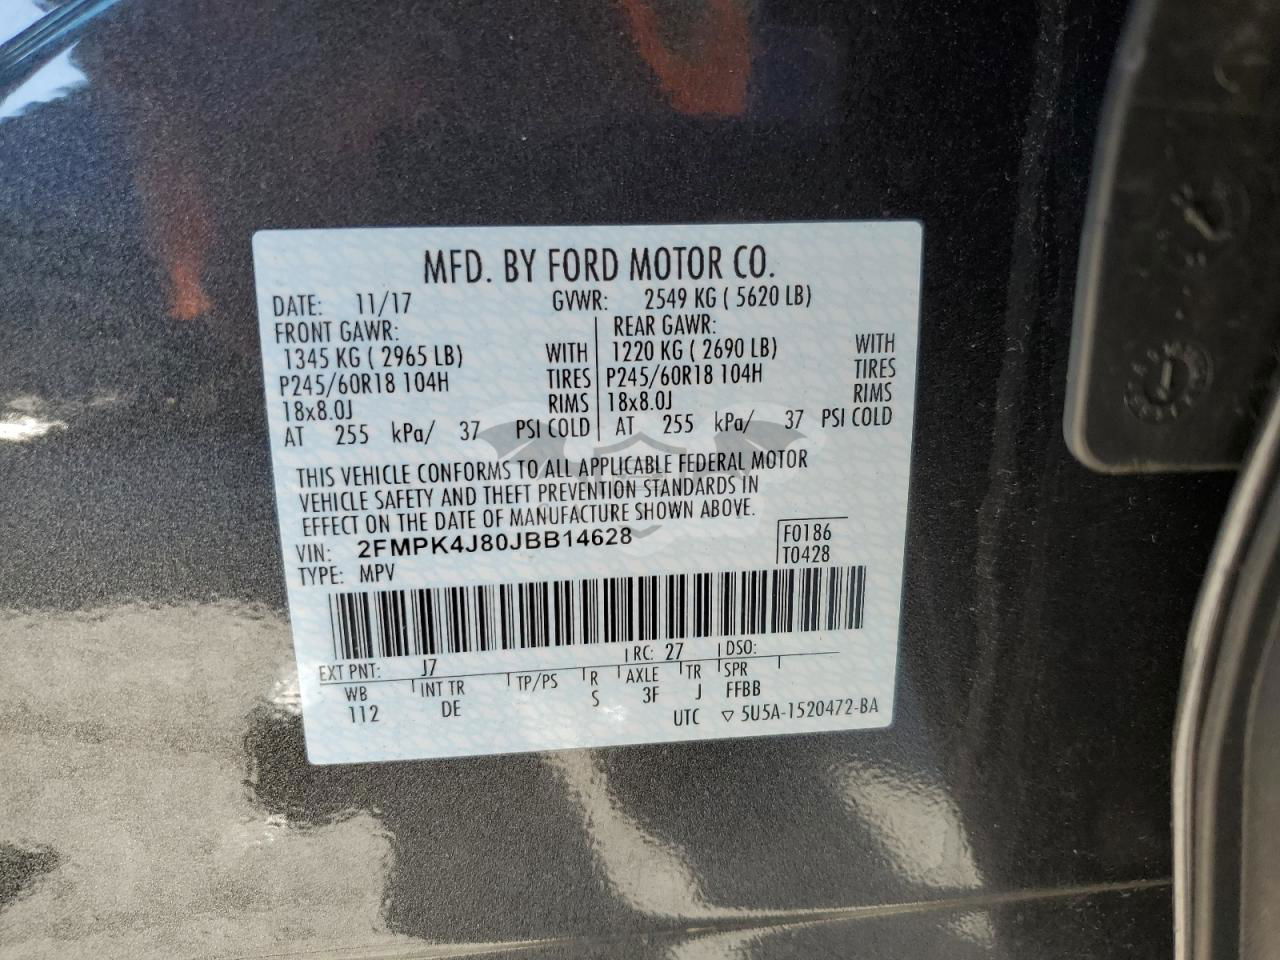 MFD. BY FORD MOTOR CO.
DATE: 11/17 GVWR: 2549 KG ( 5620 LB)
FRONT GAWR: REAR GAWR:
1345 KG ( 2965 LB) WITH 1220 KG ( 2690 LB) WITH
P245/60R18 104H TIRES P245/60R18 104H TIRES
18x8.0J RIMS 18x8.0J RIMS
AT 255 kPa/ 37 PSI COLD AT 255 kPa/ 37 PSI COLD
THIS VEHICLE CONFORMS TO ALL APPLICABLE FEDERAL MOTOR
VEHICLE SAFETY AND THEFT PREVENTION STANDARDS IN
EFFECT ON THE DATE OF MANUFACTURE SHOWN ABOVE.
VIN: 2FMPK4J80JBB14628 F0186
TYPE: MPV T0428
EXT PNT: J7 RC: 27 DSO:
WB INT TR TP/PS R AXLE TR SPR
112 DE S 3F J FFBB
UTC ▽ 5U5A-1520472-BA